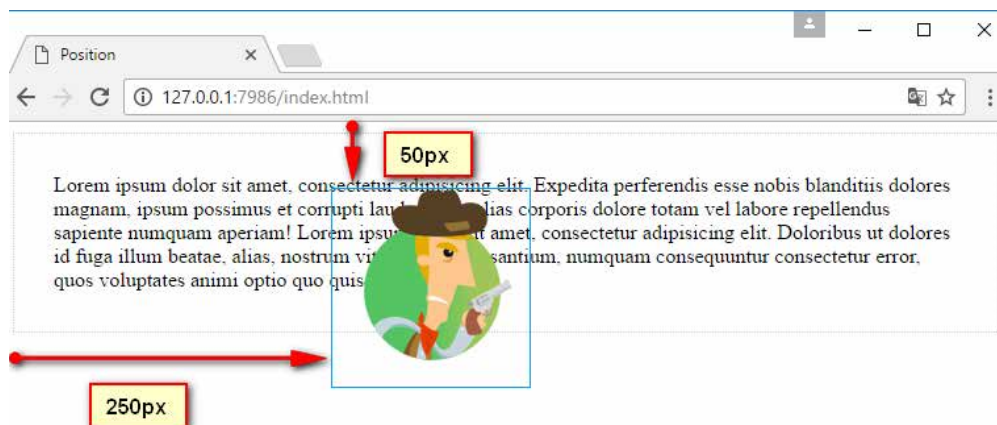 Position
127.0.0.1:7986/index.html
50px
Lorem ipsum dolor sit amet, consectetur adipisicing elit. Expedita perferendis esse nobis blanditiis dolores
magnam, ipsum possimus et corrupti corporis dolore totam vel labore repellendus
sapiente numquam aperiam! Lorem amet, consectetur adipisicing elit. Doloribus ut dolores
id fuga illum beatae, alias, nostrum numquam consequuntur consectetur error,
quos voluptates animi optio quo quis
250px